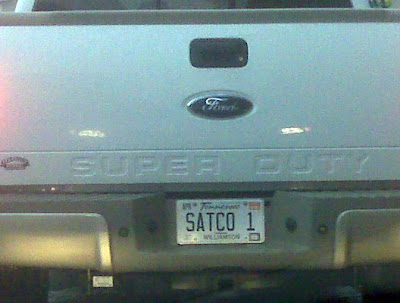 Ford
SUPER DUTY
Tennessee
SATCO 1
WILLIAMSON